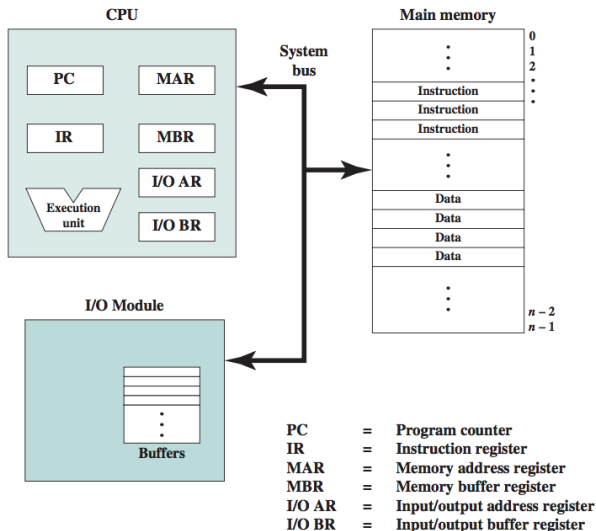 CPU
Main memory
System
bus
PC
MAR
IR
MBR
I/O AR
I/O BR
Execution
unit
0
1
2
Instruction
Instruction
Instruction
Data
Data
Data
Data
n – 2
n – 1
I/O Module
Buffers
PC = Program counter
IR = Instruction register
MAR = Memory address register
MBR = Memory buffer register
I/O AR = Input/output address register
I/O BR = Input/output buffer register